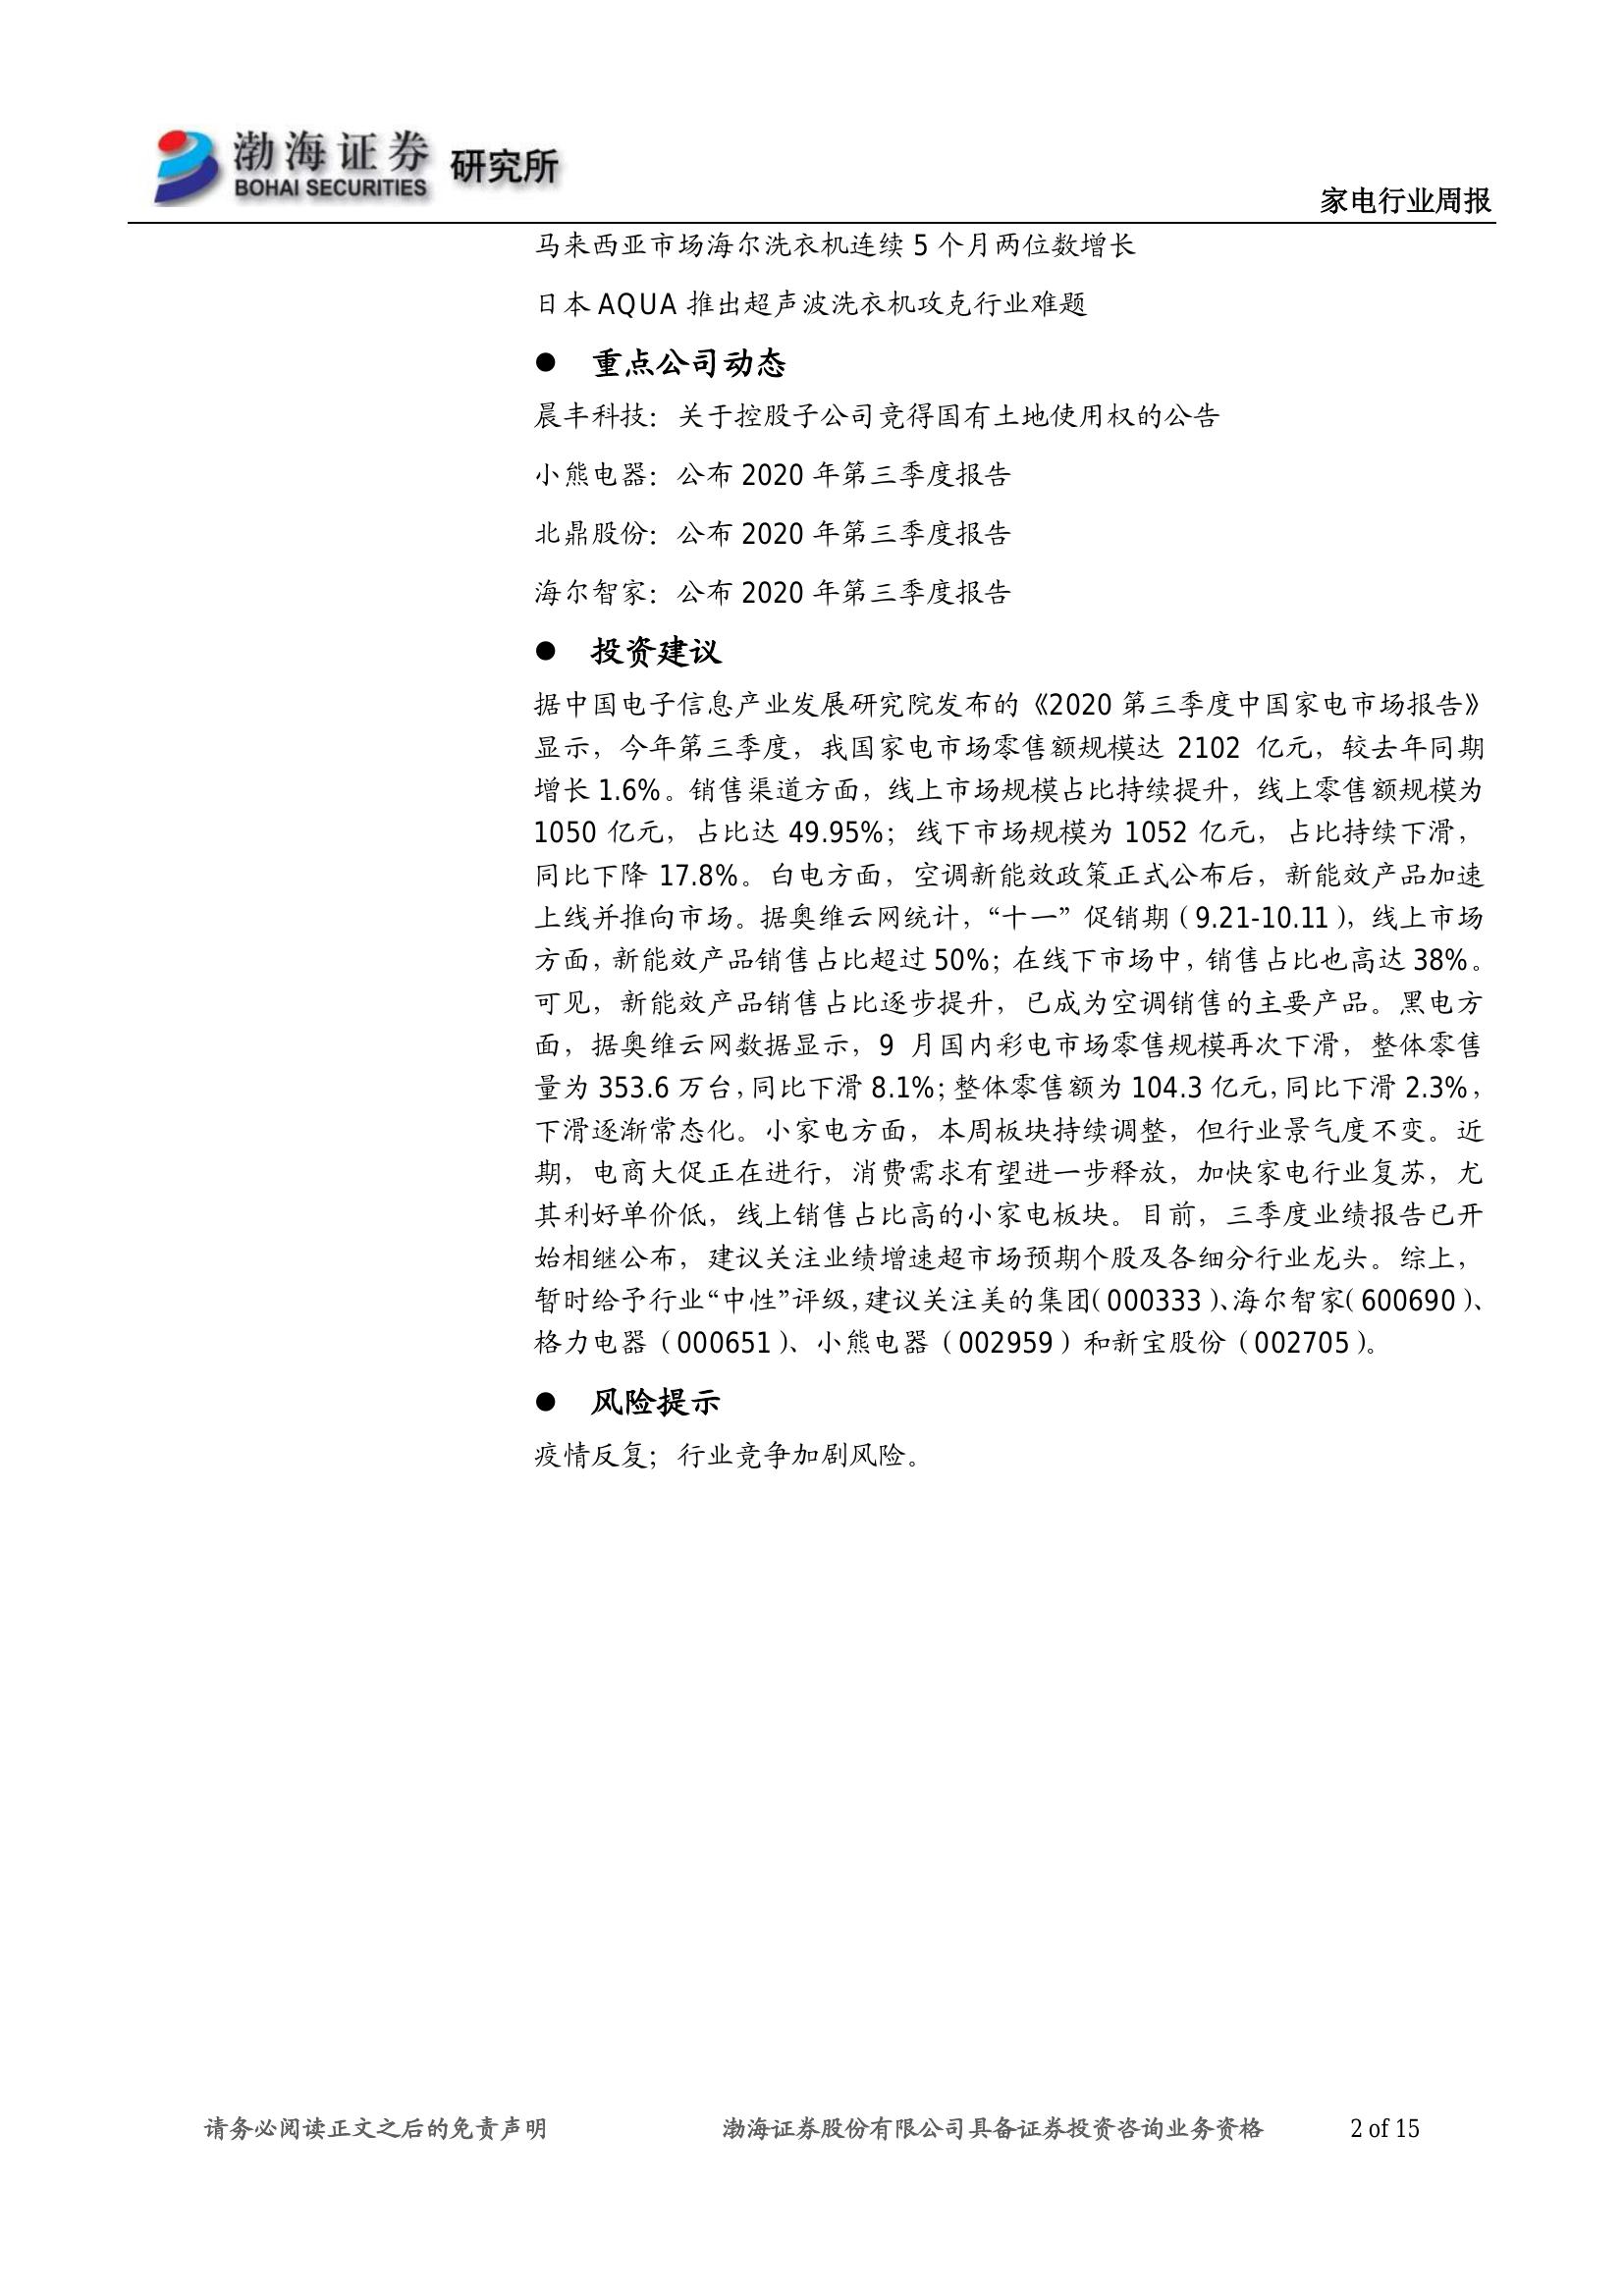 渤海证券 研究所
BOHAI SECURITIES
家电行业周报
马来西亚市场海尔洗衣机连续 5 个月两位数增长
日本 AQUA 推出超声波洗衣机攻克行业难题
● 重点公司动态
晨丰科技：关于控股子公司竞得国有土地使用权的公告
小熊电器：公布 2020 年第三季度报告
北鼎股份：公布 2020 年第三季度报告
海尔智家：公布 2020 年第三季度报告
● 投资建议
据中国电子信息产业发展研究院发布的《2020 第三季度中国家电市场报告》
显示，今年第三季度，我国家电市场零售额规模达 2102 亿元，较去年同期
增长 1.6%。销售渠道方面，线上市场规模占比持续提升，线上零售额规模为
1050 亿元，占比达 49.95%；线下市场规模为 1052 亿元，占比持续下滑，
同比下降 17.8%。白电方面，空调新能效政策正式公布后，新能效产品加速
上线并推向市场。据奥维云网统计，“十一”促销期（9.21-10.11），线上市场
方面，新能效产品销售占比超过 50%；在线下市场中，销售占比也高达 38%。
可见，新能效产品销售占比逐步提升，已成为空调销售的主要产品。黑电方
面，据奥维云网数据显示，9 月国内彩电市场零售规模再次下滑，整体零售
量为 353.6 万台，同比下滑 8.1%；整体零售额为 104.3 亿元，同比下滑 2.3%，
下滑逐渐常态化。小家电方面，本周板块持续调整，但行业景气度不变。近
期，电商大促正在进行，消费需求有望进一步释放，加快家电行业复苏，尤
其利好单价低，线上销售占比高的小家电板块。目前，三季度业绩报告已开
始相继公布，建议关注业绩增速超市场预期个股及各细分行业龙头。综上，
暂时给予行业“中性”评级，建议关注美的集团（000333）、海尔智家（600690）、
格力电器（000651）、小熊电器（002959）和新宝股份（002705）。
● 风险提示
疫情反复；行业竞争加剧风险。
请务必阅读正文之后的免责声明 渤海证券股份有限公司具备证券投资咨询业务资格 2 of 15